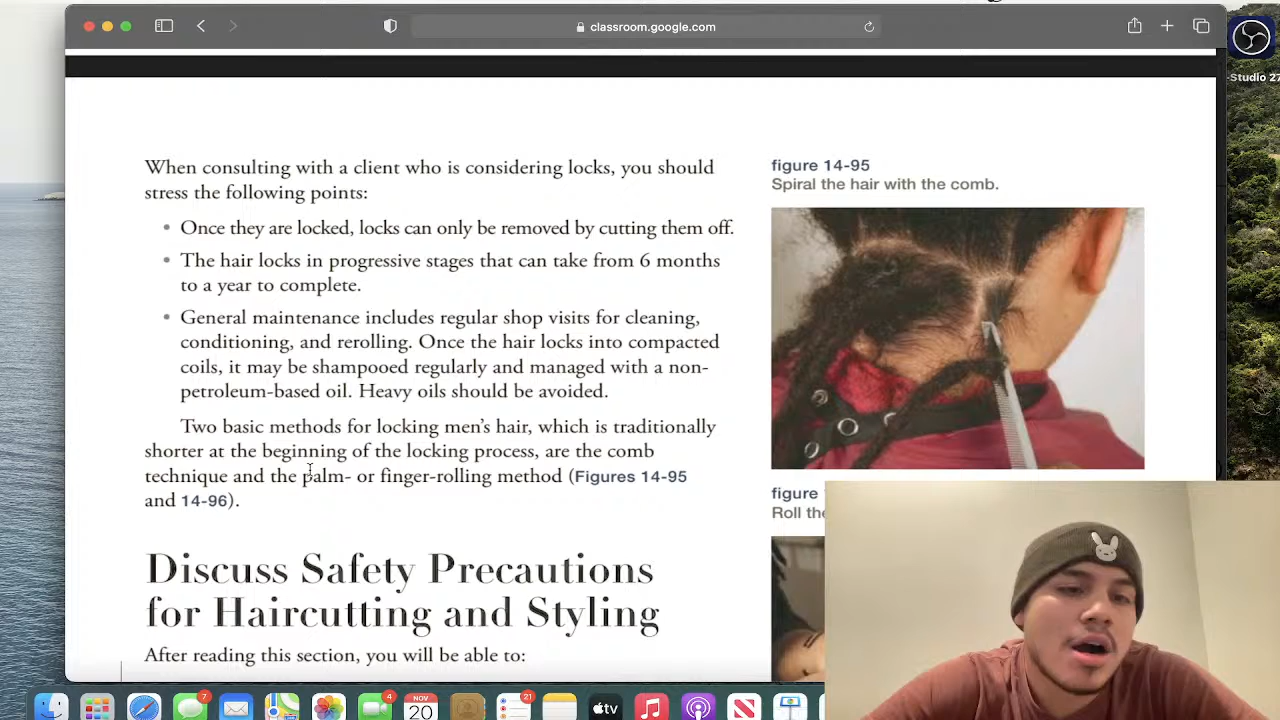 classroom.google.com
Studio 27
When consulting with a client who is considering locks, you should
stress the following points:
• Once they are locked, locks can only be removed by cutting them off.
• The hair locks in progressive stages that can take from 6 months
to a year to complete.
• General maintenance includes regular shop visits for cleaning,
conditioning, and rerolling. Once the hair locks into compacted
coils, it may be shampooed regularly and managed with a non-
petroleum-based oil. Heavy oils should be avoided.
Two basic methods for locking men's hair, which is traditionally
shorter at the beginning of the locking process, are the comb
technique and the palm- or finger-rolling method (Figures 14-95
and 14-96).
Discuss Safety Precautions
for Haircutting and Styling
After reading this section, you will be able to:
figure 14-95
Spiral the hair with the comb.
figure
Roll the
7
4
NOV
20
21
tv